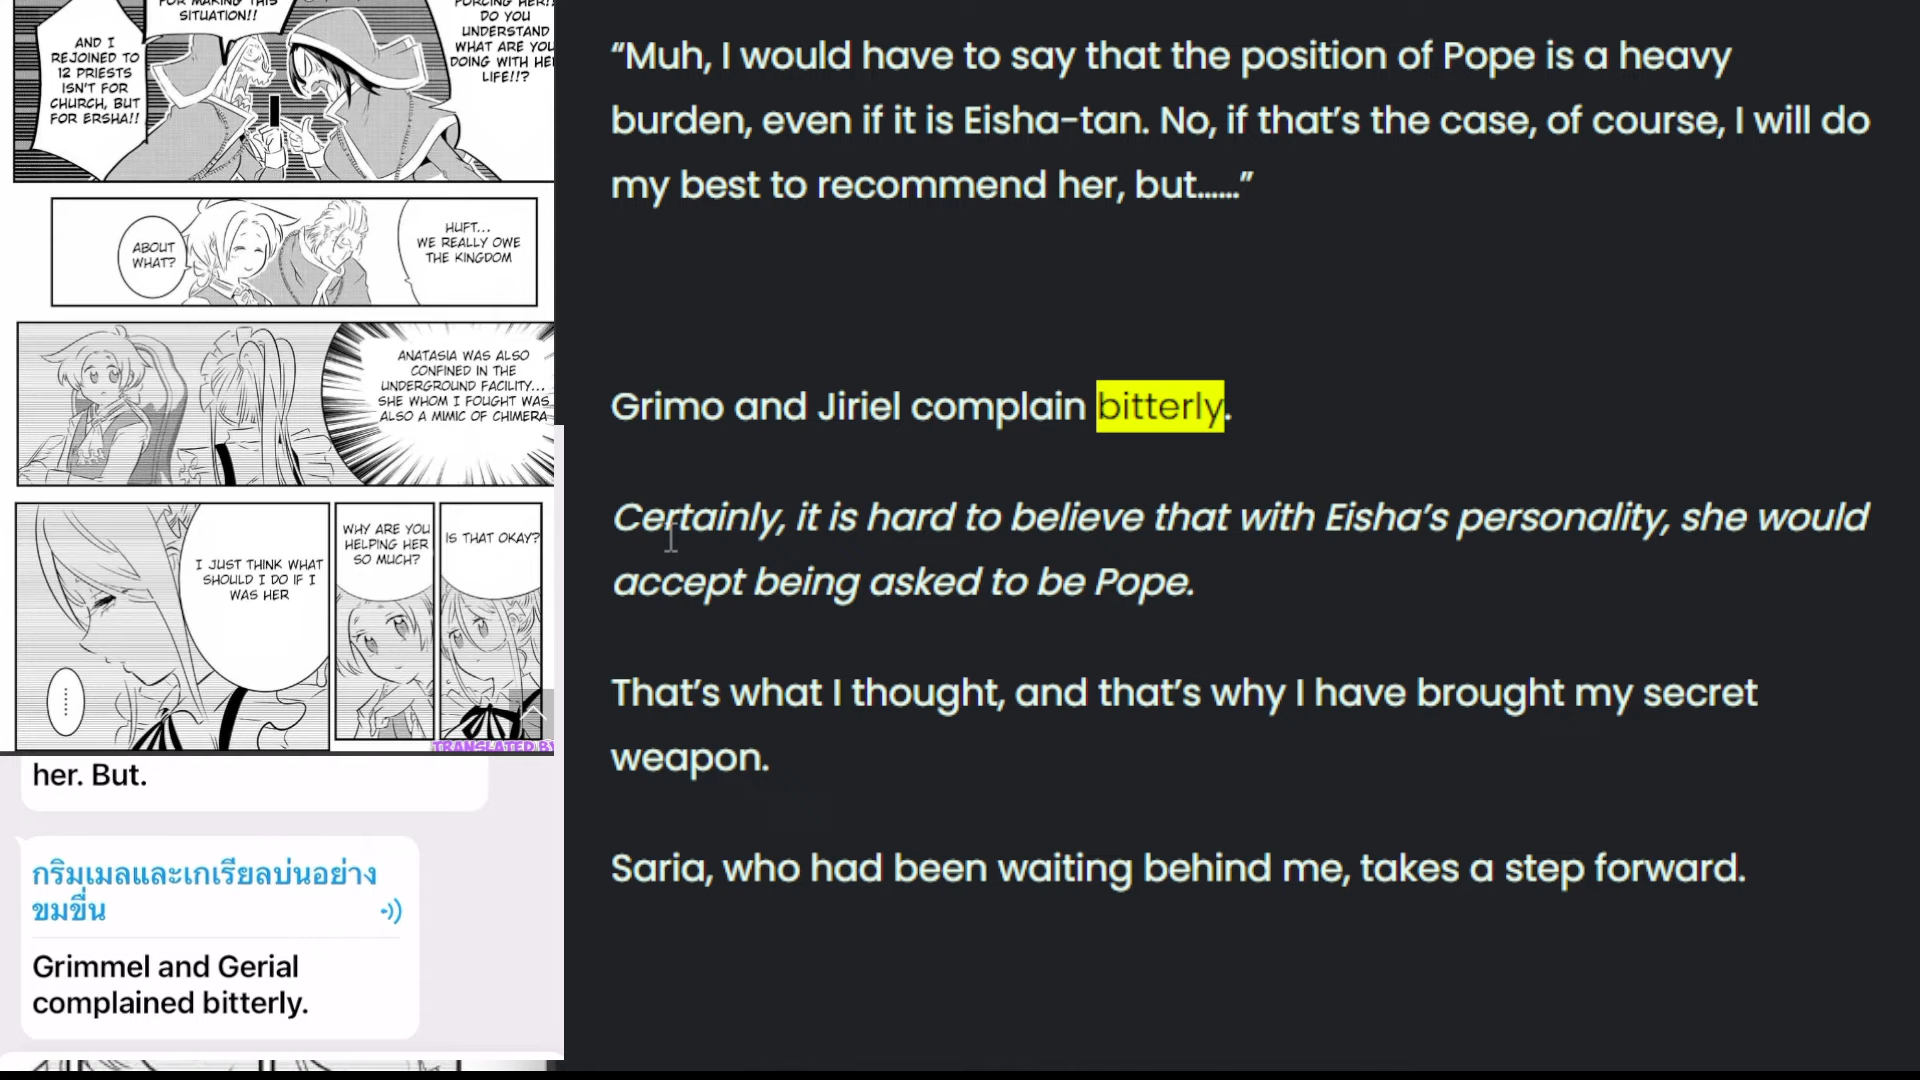 FOR MAKING THIS
SITUATION!!
FORCING HER!!
DO YOU
UNDERSTAND
WHAT ARE YOU
DOING WITH HER
LIFE!!?
AND I
REJOINED TO
12 PRIESTS
ISN'T FOR
CHURCH, BUT
FOR ERSHA!!
HUFT...
WE REALLY OWE
THE KINGDOM
ABOUT
WHAT?
ANATASIA WAS ALSO
CONFINED IN THE
UNDERGROUND FACILITY...
SHE WHOM I FOUGHT WAS
ALSO A MIMIC OF CHIMERA
IS THAT OKAY?
WHY ARE YOU
HELPING HER
SO MUCH?
I JUST THINK WHAT
SHOULD I DO IF I
WAS HER
TRANSLATED BY
her. But.
กริมเมลและเกเรียลบ่นอย่าง
ขมขื่น
Grimmel and Gerial
complained bitterly.
“Muh, I would have to say that the position of Pope is a heavy
burden, even if it is Eisha-tan. No, if that’s the case, of course, I will do
my best to recommend her, but……”
Grimo and Jiriel complain bitterly.
Certainly, it is hard to believe that with Eisha’s personality, she would
accept being asked to be Pope.
That’s what I thought, and that’s why I have brought my secret
weapon.
Saria, who had been waiting behind me, takes a step forward.